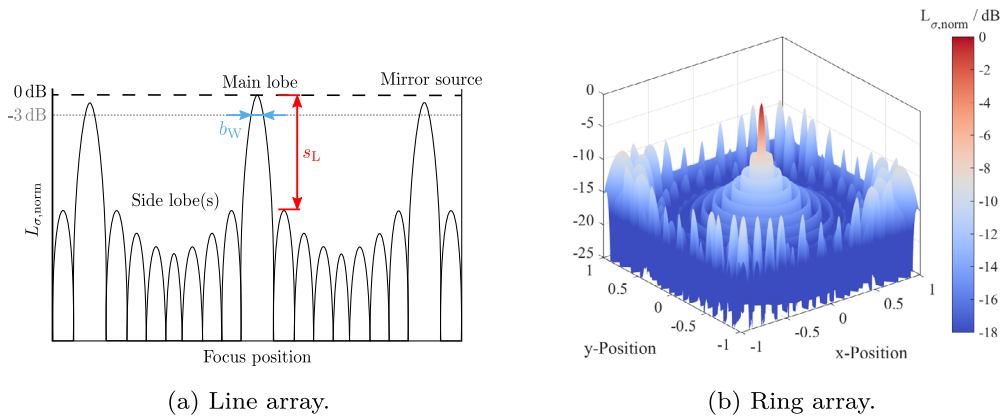 0 dB
-3 dB
Main lobe
Mirror source
b_W
s_L
Side lobe(s)
L_σ,norm
Focus position
(a) Line array.
L_σ,norm / dB
0
-5
-10
-15
-20
-25
1
0.5
0
-0.5
-1
y-Position
-1
-0.5
0
0.5
1
x-Position
0
-2
-4
-6
-8
-10
-12
-14
-16
-18
(b) Ring array.